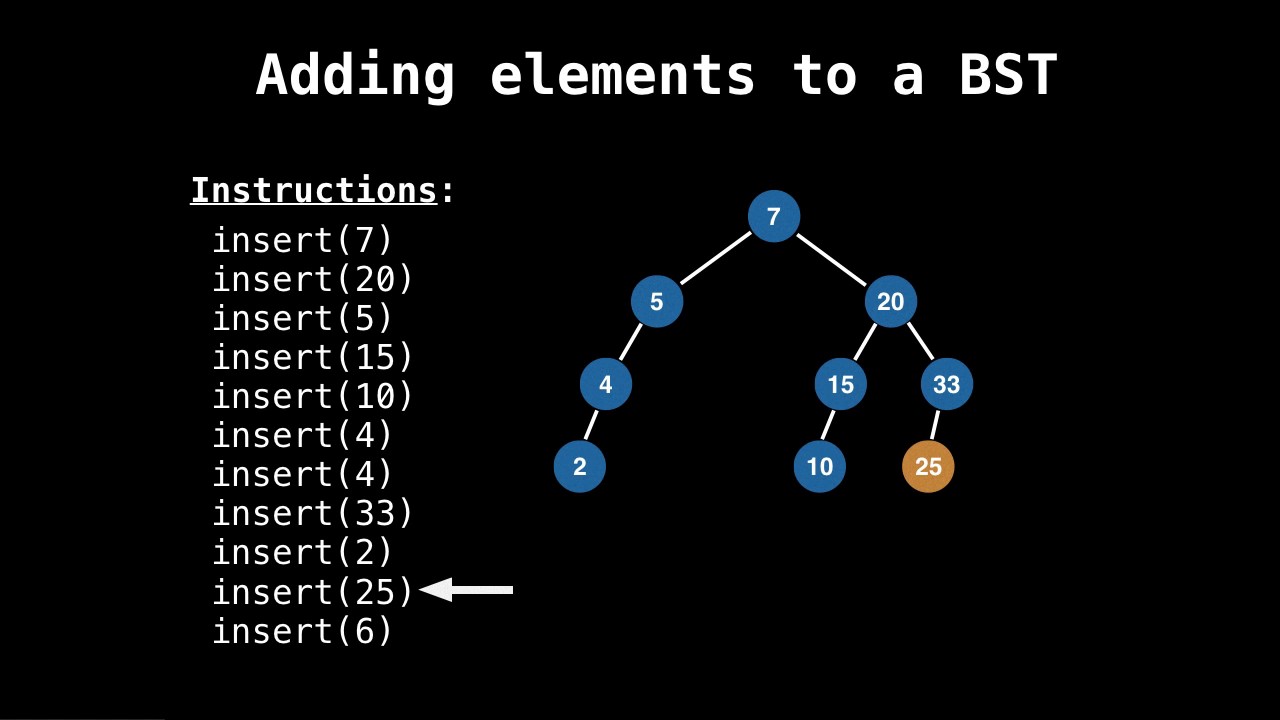 Adding elements to a BST
Instructions:
insert(7)
insert(20)
insert(5)
insert(15)
insert(10)
insert(4)
insert(4)
insert(33)
insert(2)
insert(25)
insert(6)
7
5
20
4
15
33
2
10
25